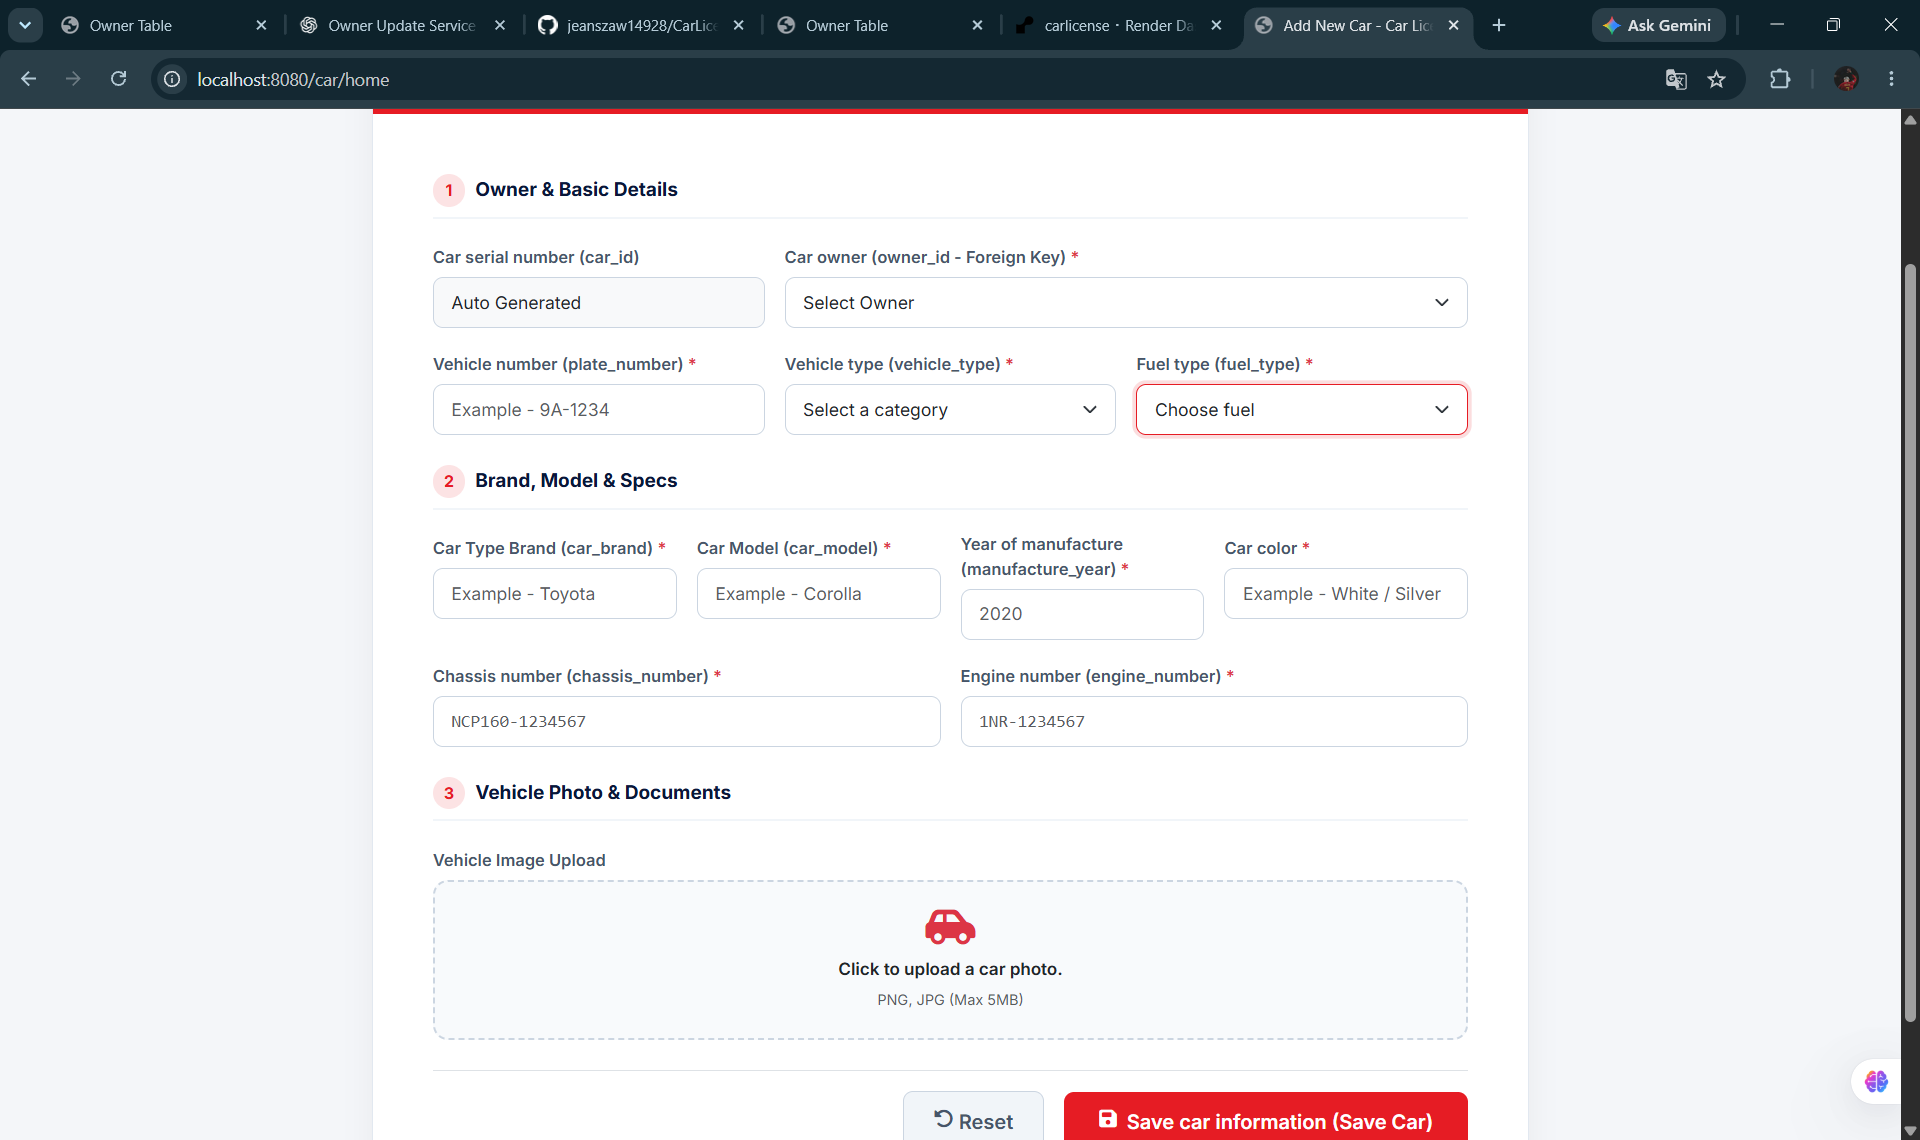 Owner Table
Owner Update Service
jeanszaw14928/CarLice
Owner Table
carlicense · Render Da
Add New Car - Car Lic
Ask Gemini
localhost:8080/car/home
1 Owner & Basic Details
Car serial number (car_id)
Car owner (owner_id - Foreign Key) *
Auto Generated
Select Owner
Vehicle number (plate_number) *
Vehicle type (vehicle_type) *
Fuel type (fuel_type) *
Example - 9A-1234
Select a category
Choose fuel
2 Brand, Model & Specs
Car Type Brand (car_brand) *
Car Model (car_model) *
Year of manufacture
(manufacture_year) *
Car color *
Example - Toyota
Example - Corolla
2020
Example - White / Silver
Chassis number (chassis_number) *
Engine number (engine_number) *
NCP160-1234567
1NR-1234567
3 Vehicle Photo & Documents
Vehicle Image Upload
Click to upload a car photo.
PNG, JPG (Max 5MB)
Reset
Save car information (Save Car)